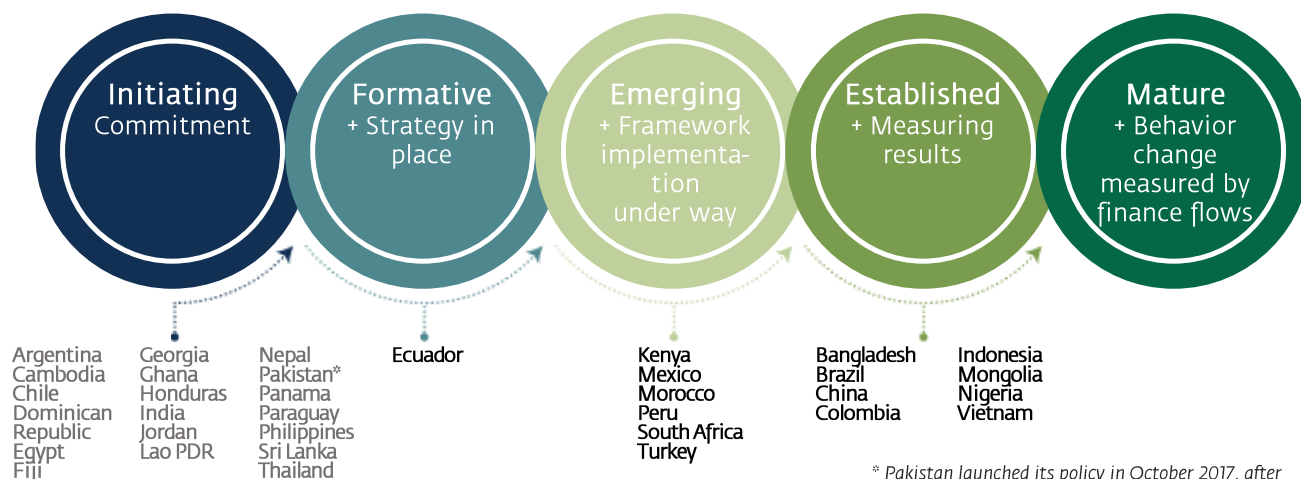 Initiating
Commitment
Formative
+ Strategy in
place
Emerging
+ Framework
implementa-
tion
under way
Established
+ Measuring
results
Mature
+ Behavior
change
measured by
finance flows
Argentina
Cambodia
Chile
Dominican
Republic
Egypt
Fiji
Georgia
Ghana
Honduras
India
Jordan
Lao PDR
Nepal
Pakistan*
Panama
Paraguay
Philippines
Sri Lanka
Thailand
Ecuador
Kenya
Mexico
Morocco
Peru
South Africa
Turkey
Bangladesh
Brazil
China
Colombia
Indonesia
Mongolia
Nigeria
Vietnam
* Pakistan launched its policy in October 2017, after